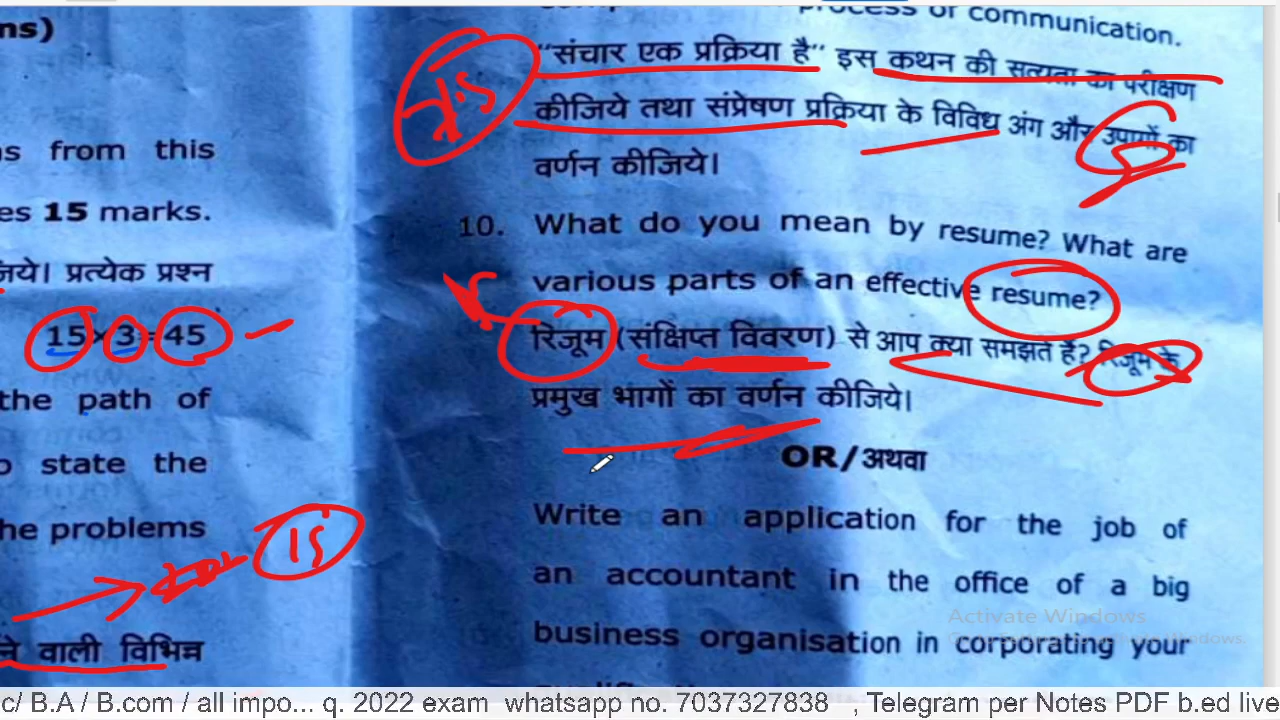 ns)
s from this
es 15 marks.
जेये। प्रत्येक प्रश्न
15×3=45
the path of
o state the
he problems
15
ने वाली विभिन्न
process of communication.
"संचार एक प्रक्रिया है" इस कथन की सत्यता का परीक्षण
कीजिये तथा संप्रेषण प्रक्रिया के विविध अंग और उपागों का
वर्णन कीजिये।
10. What do you mean by resume? What are
various parts of an effective resume?
रिजूम (संक्षिप्त विवरण) से आप क्या समझते हैं? रिजूम के
प्रमुख भागों का वर्णन कीजिये।
OR/अथवा
Write an application for the job of
an accountant in the office of a big
business organisation in corporating your
Activate Windows
c/ B.A / B.com / all impo... q. 2022 exam whatsapp no. 7037327838 , Telegram per Notes PDF b.ed live